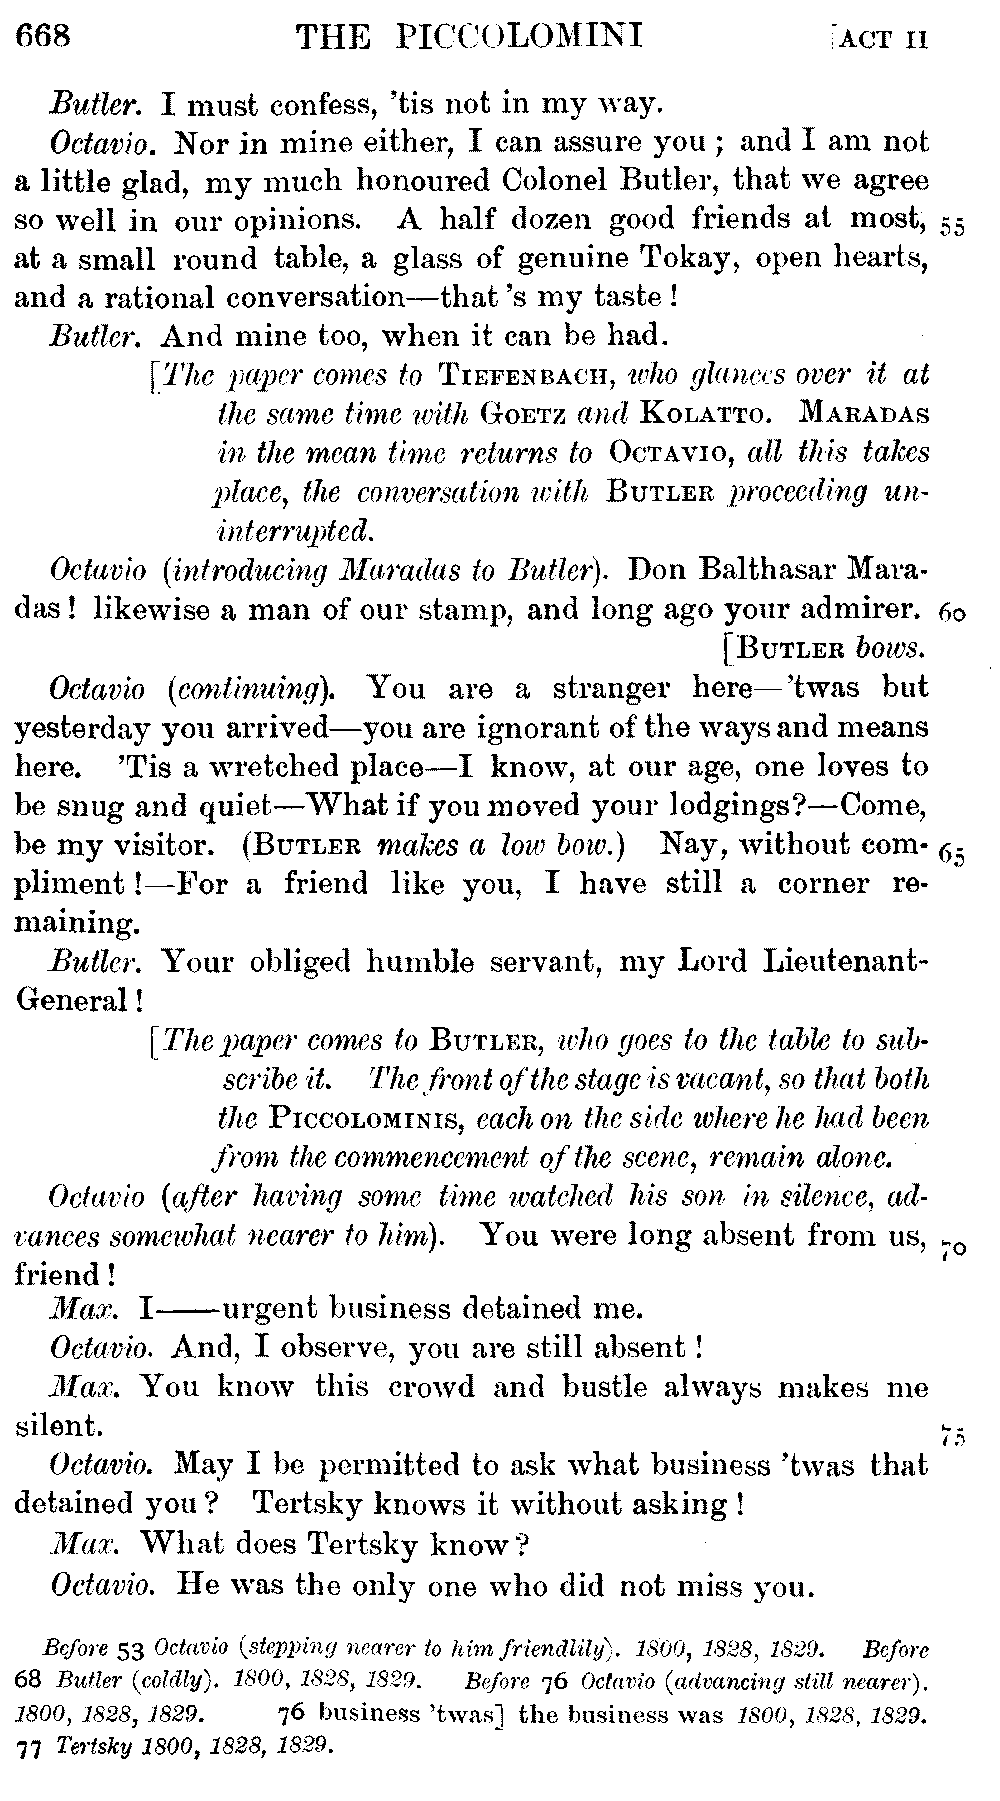 668 THE PICCOLOMINI [ACT II
Butler. I must confess, 'tis not in my way.
Octavio. Nor in mine either, I can assure you ; and I am not
a little glad, my much honoured Colonel Butler, that we agree
so well in our opinions. A half dozen good friends at most, 55
at a small round table, a glass of genuine Tokay, open hearts,
and a rational conversation—that 's my taste !
Butler. And mine too, when it can be had.
[The paper comes to TIEFENBACH, who glances over it at
the same time with GOETZ and KOLATTO. MARADAS
in the mean time returns to OCTAVIO, all this takes
place, the conversation with BUTLER proceeding un-
interrupted.
Octavio (introducing Maradas to Butler). Don Balthasar Mara-
das ! likewise a man of our stamp, and long ago your admirer. 60
[BUTLER bows.
Octavio (continuing). You are a stranger here—'twas but
yesterday you arrived—you are ignorant of the ways and means
here. 'Tis a wretched place—I know, at our age, one loves to
be snug and quiet—What if you moved your lodgings?—Come,
be my visitor. (BUTLER makes a low bow.) Nay, without com- 65
pliment !—For a friend like you, I have still a corner re-
maining.
Butler. Your obliged humble servant, my Lord Lieutenant-
General !
[The paper comes to BUTLER, who goes to the table to sub-
scribe it. The front of the stage is vacant, so that both
the PICCOLOMINIS, each on the side where he had been
from the commencement of the scene, remain alone.
Octavio (after having some time watched his son in silence, ad-
vances somewhat nearer to him). You were long absent from us, 70
friend !
Max. I——urgent business detained me.
Octavio. And, I observe, you are still absent !
Max. You know this crowd and bustle always makes me
silent. 75
Octavio. May I be permitted to ask what business 'twas that
detained you ? Tertsky knows it without asking !
Max. What does Tertsky know ?
Octavio. He was the only one who did not miss you.
Before 53 Octavio (stepping nearer to him friendlily). 1800, 1828, 1829. Before
68 Butler (coldly). 1800, 1828, 1829. Before 76 Octavio (advancing still nearer).
1800, 1828, 1829. 76 business 'twas] the business was 1800, 1828, 1829.
77 Tertsky 1800, 1828, 1829.